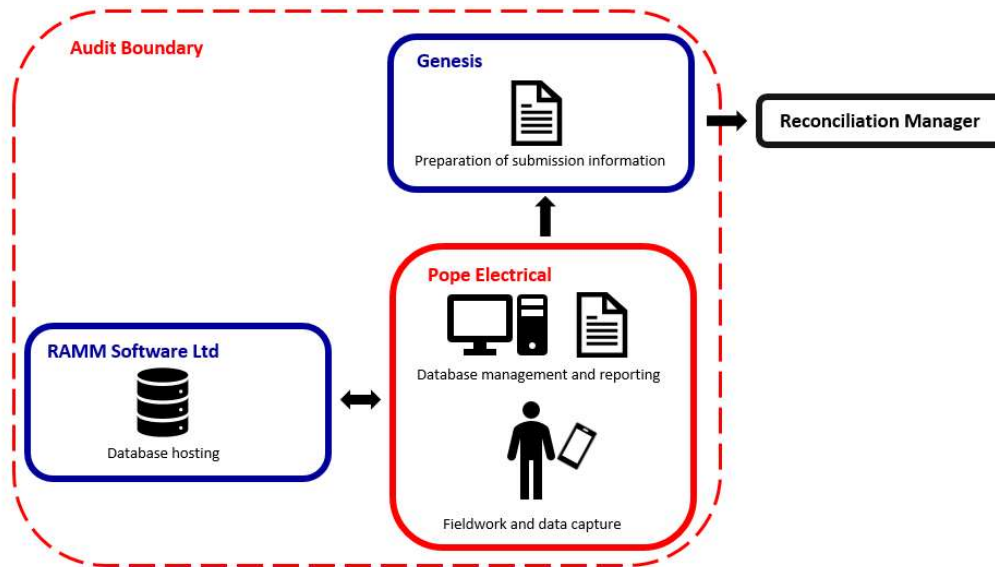 Audit Boundary
Genesis
Preparation of submission information
Reconciliation Manager
Pope Electrical
Database management and reporting
RAMM Software Ltd
Database hosting
Fieldwork and data capture